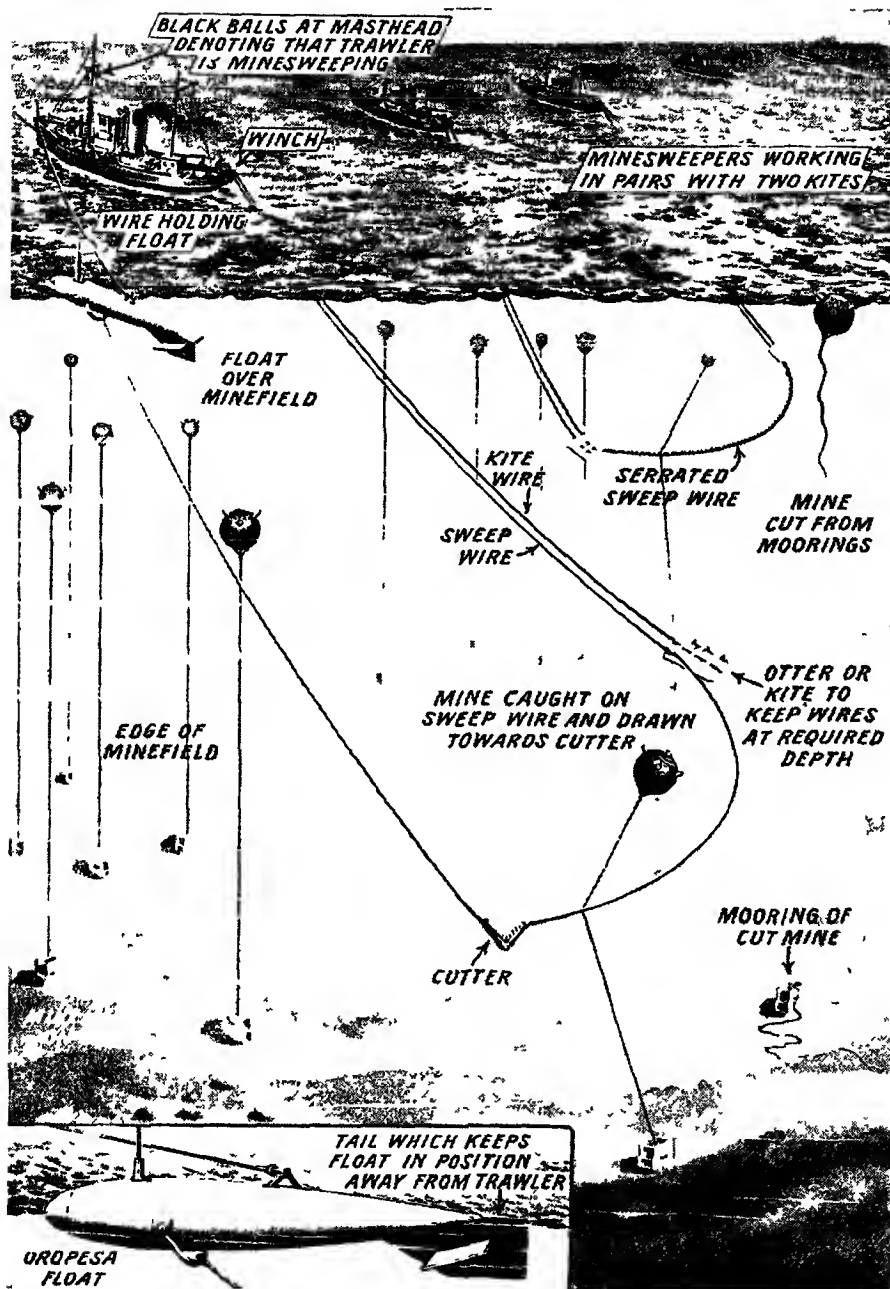 BLACK BALLS AT MASTHEAD
DENOTING THAT TRAWLER
IS MINESWEEPING
WINCH
MINESWEEPERS WORKING
IN PAIRS WITH TWO KITES
WIRE HOLDING
FLOAT
FLOAT
OVER
MINEFIELD
KITE
WIRE
SERRATED
SWEEP WIRE
MINE
CUT FROM
MOORINGS
SWEEP
WIRE
EDGE OF
MINEFIELD
MINE CAUGHT ON
SWEEP WIRE AND DRAWN
TOWARDS CUTTER
OTTER OR
KITE TO
KEEP WIRES
AT REQUIRED
DEPTH
CUTTER
MOORING OF
CUT MINE
TAIL WHICH KEEPS
FLOAT IN POSITION
AWAY FROM TRAWLER
OROPESA
FLOAT